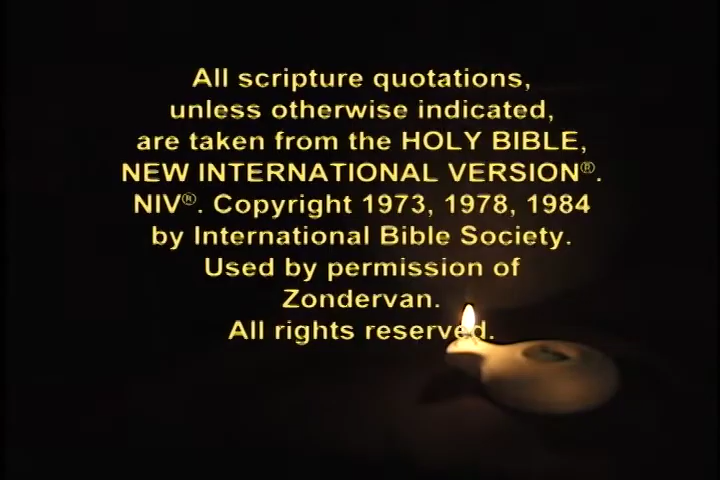 All scripture quotations,
unless otherwise indicated,
are taken from the HOLY BIBLE,
NEW INTERNATIONAL VERSION®.
NIV®. Copyright 1973, 1978, 1984
by International Bible Society.
Used by permission of
Zondervan.
All rights reserved.